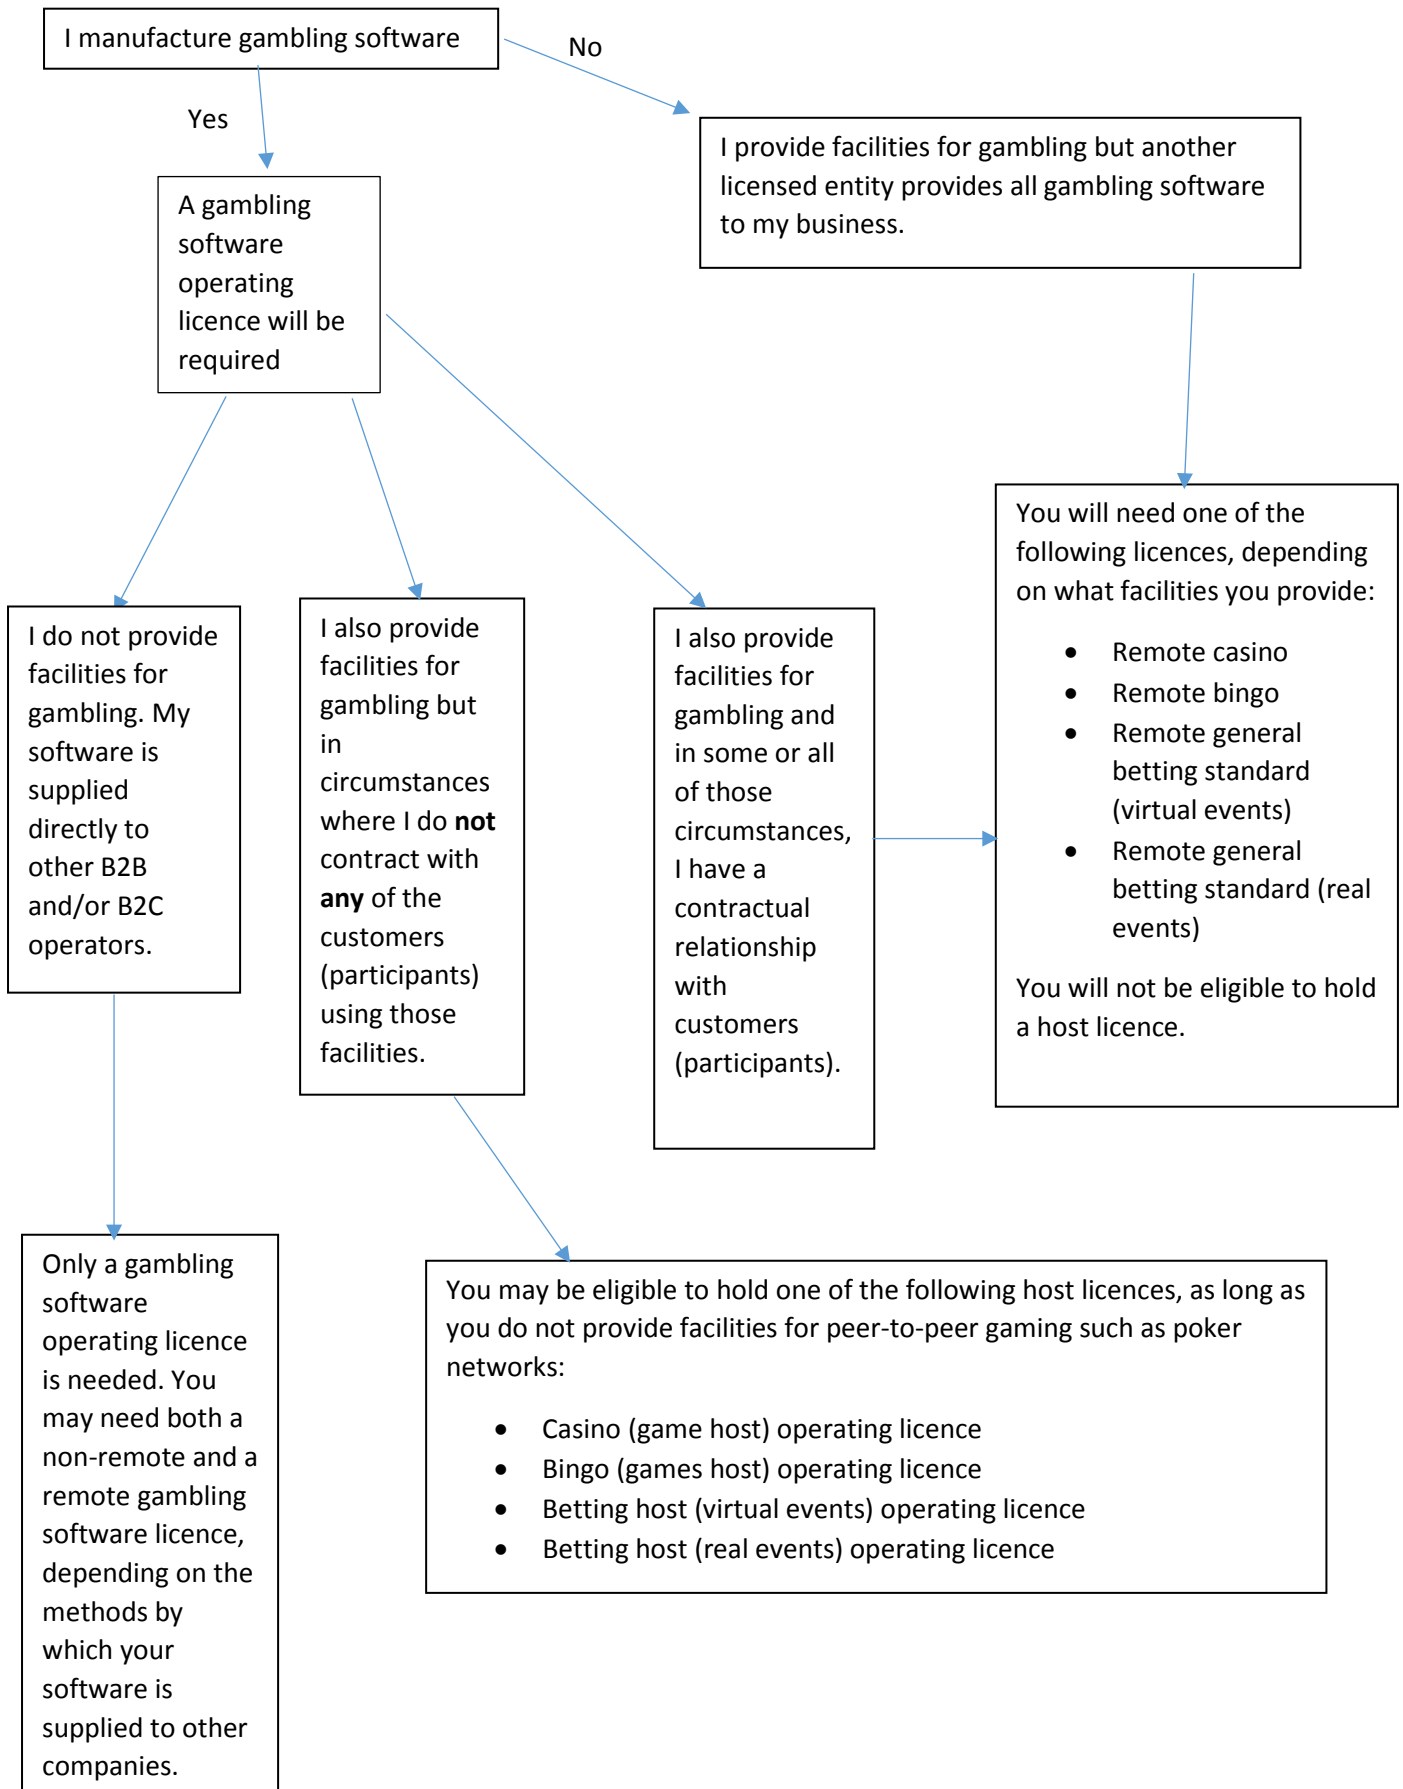 I manufacture gambling software
No
Yes
I provide facilities for gambling but another
licensed entity provides all gambling software
to my business.
A gambling
software
operating
licence will be
required
You will need one of the
following licences, depending
on what facilities you provide:
• Remote casino
• Remote bingo
• Remote general
betting standard
(virtual events)
• Remote general
betting standard (real
events)
You will not be eligible to hold
a host licence.
I do not provide
facilities for
gambling. My
software is
supplied
directly to
other B2B
and/or B2C
operators.
I also provide
facilities for
gambling but
in
circumstances
where I do not
contract with
any of the
customers
(participants)
using those
facilities.
I also provide
facilities for
gambling and
in some or all
of those
circumstances,
I have a
contractual
relationship
with
customers
(participants).
Only a gambling
software
operating licence
is needed. You
may need both a
non-remote and a
remote gambling
software licence,
depending on the
methods by
which your
software is
supplied to other
companies.
You may be eligible to hold one of the following host licences, as long as
you do not provide facilities for peer-to-peer gaming such as poker
networks:
• Casino (game host) operating licence
• Bingo (games host) operating licence
• Betting host (virtual events) operating licence
• Betting host (real events) operating licence